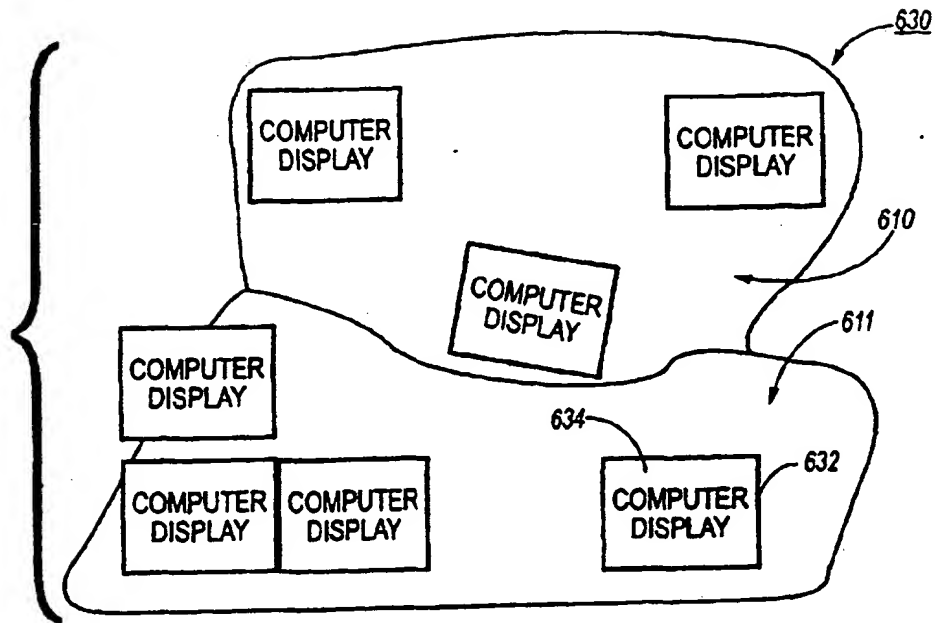 630
COMPUTER
DISPLAY
COMPUTER
DISPLAY
610
COMPUTER
DISPLAY
611
COMPUTER
DISPLAY
634
632
COMPUTER
DISPLAY
COMPUTER
DISPLAY
COMPUTER
DISPLAY